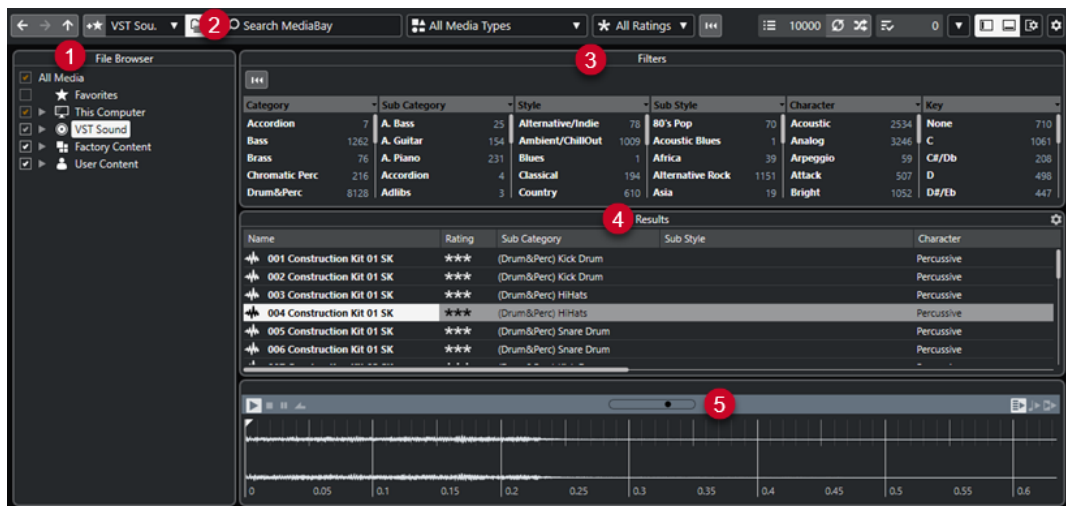 VST Sou. 2 Search MediaBay All Media Types All Ratings 10000 0
1 File Browser
All Media
Favorites
This Computer
VST Sound
Factory Content
User Content
3 Filters
Category Sub Category Style Sub Style Character Key
Accordion 7 A. Bass 25 Alternative/Indie 78 80's Pop 70 Acoustic 2534 None 710
Bass 1262 A. Guitar 154 Ambient/ChillOut 1009 Acoustic Blues 1 Analog 3246 C 1061
Brass 76 A. Piano 231 Blues 1 Africa 39 Arpeggio 59 C#/Db 208
Chromatic Perc 216 Accordion 4 Classical 194 Alternative Rock 1151 Attack 507 D 498
Drum&Perc 8128 Adlibs 3 Country 610 Asia 19 Bright 1052 D#/Eb 447
4 Results
Name Rating Sub Category Sub Style Character
001 Construction Kit 01 SK ★★★ (Drum&Perc) Kick Drum Percussive
002 Construction Kit 01 SK ★★★ (Drum&Perc) Kick Drum Percussive
003 Construction Kit 01 SK ★★★ (Drum&Perc) HiHats Percussive
004 Construction Kit 01 SK ★★★ (Drum&Perc) HiHats Percussive
005 Construction Kit 01 SK ★★★ (Drum&Perc) Snare Drum Percussive
006 Construction Kit 01 SK ★★★ (Drum&Perc) Snare Drum Percussive
5
0 0.05 0.1 0.15 0.2 0.25 0.3 0.35 0.4 0.45 0.5 0.55 0.6